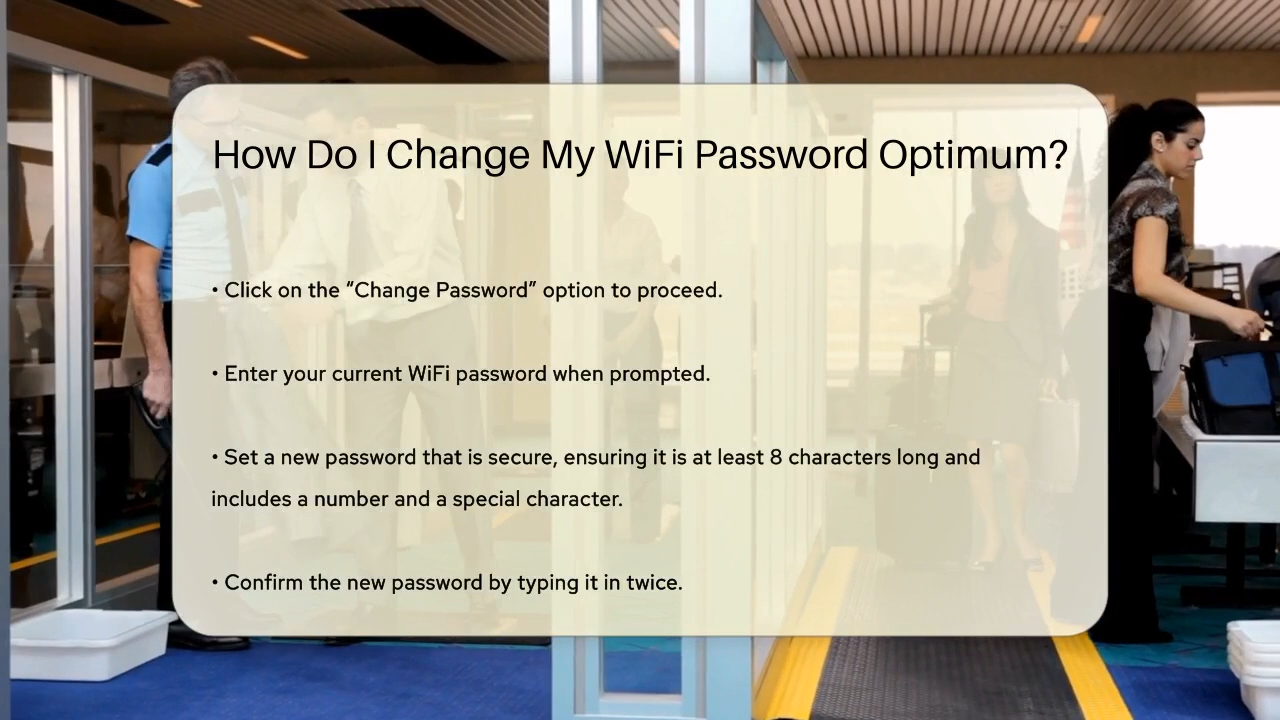 How Do I Change My WiFi Password Optimum?
• Click on the “Change Password” option to proceed.
• Enter your current WiFi password when prompted.
• Set a new password that is secure, ensuring it is at least 8 characters long and
includes a number and a special character.
• Confirm the new password by typing it in twice.